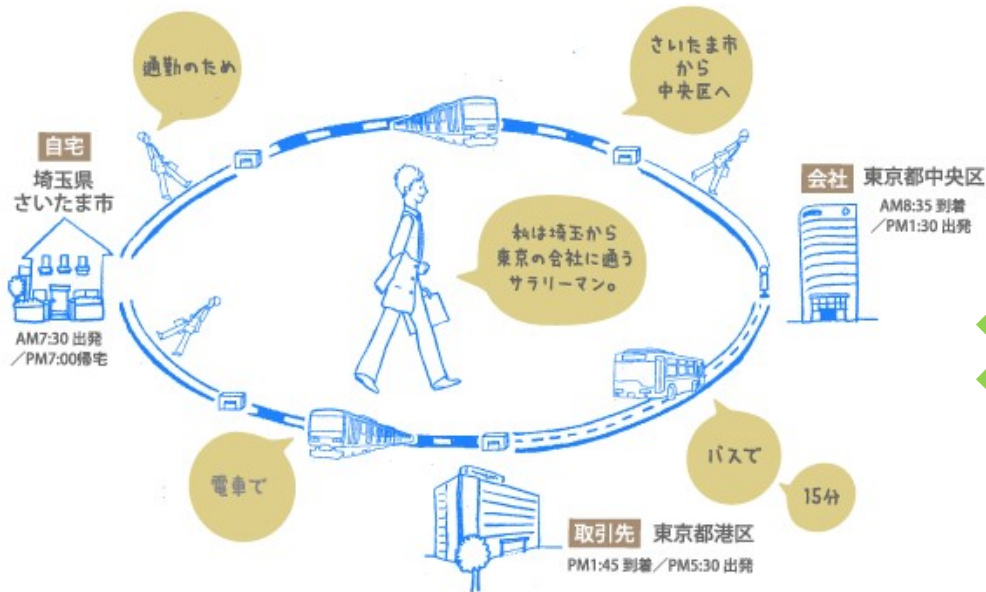 通勤のため
さいたま市
から
中央区へ
自宅
埼玉県
さいたま市
AM7:30 出発
／PM7:00帰宅
会社 東京都中央区
AM8:35 到着
／PM1:30 出発
私は埼玉から
東京の会社に通う
サラリーマン。
電車で
バスで
15分
取引先 東京都港区
PM1:45 到着／PM5:30 出発